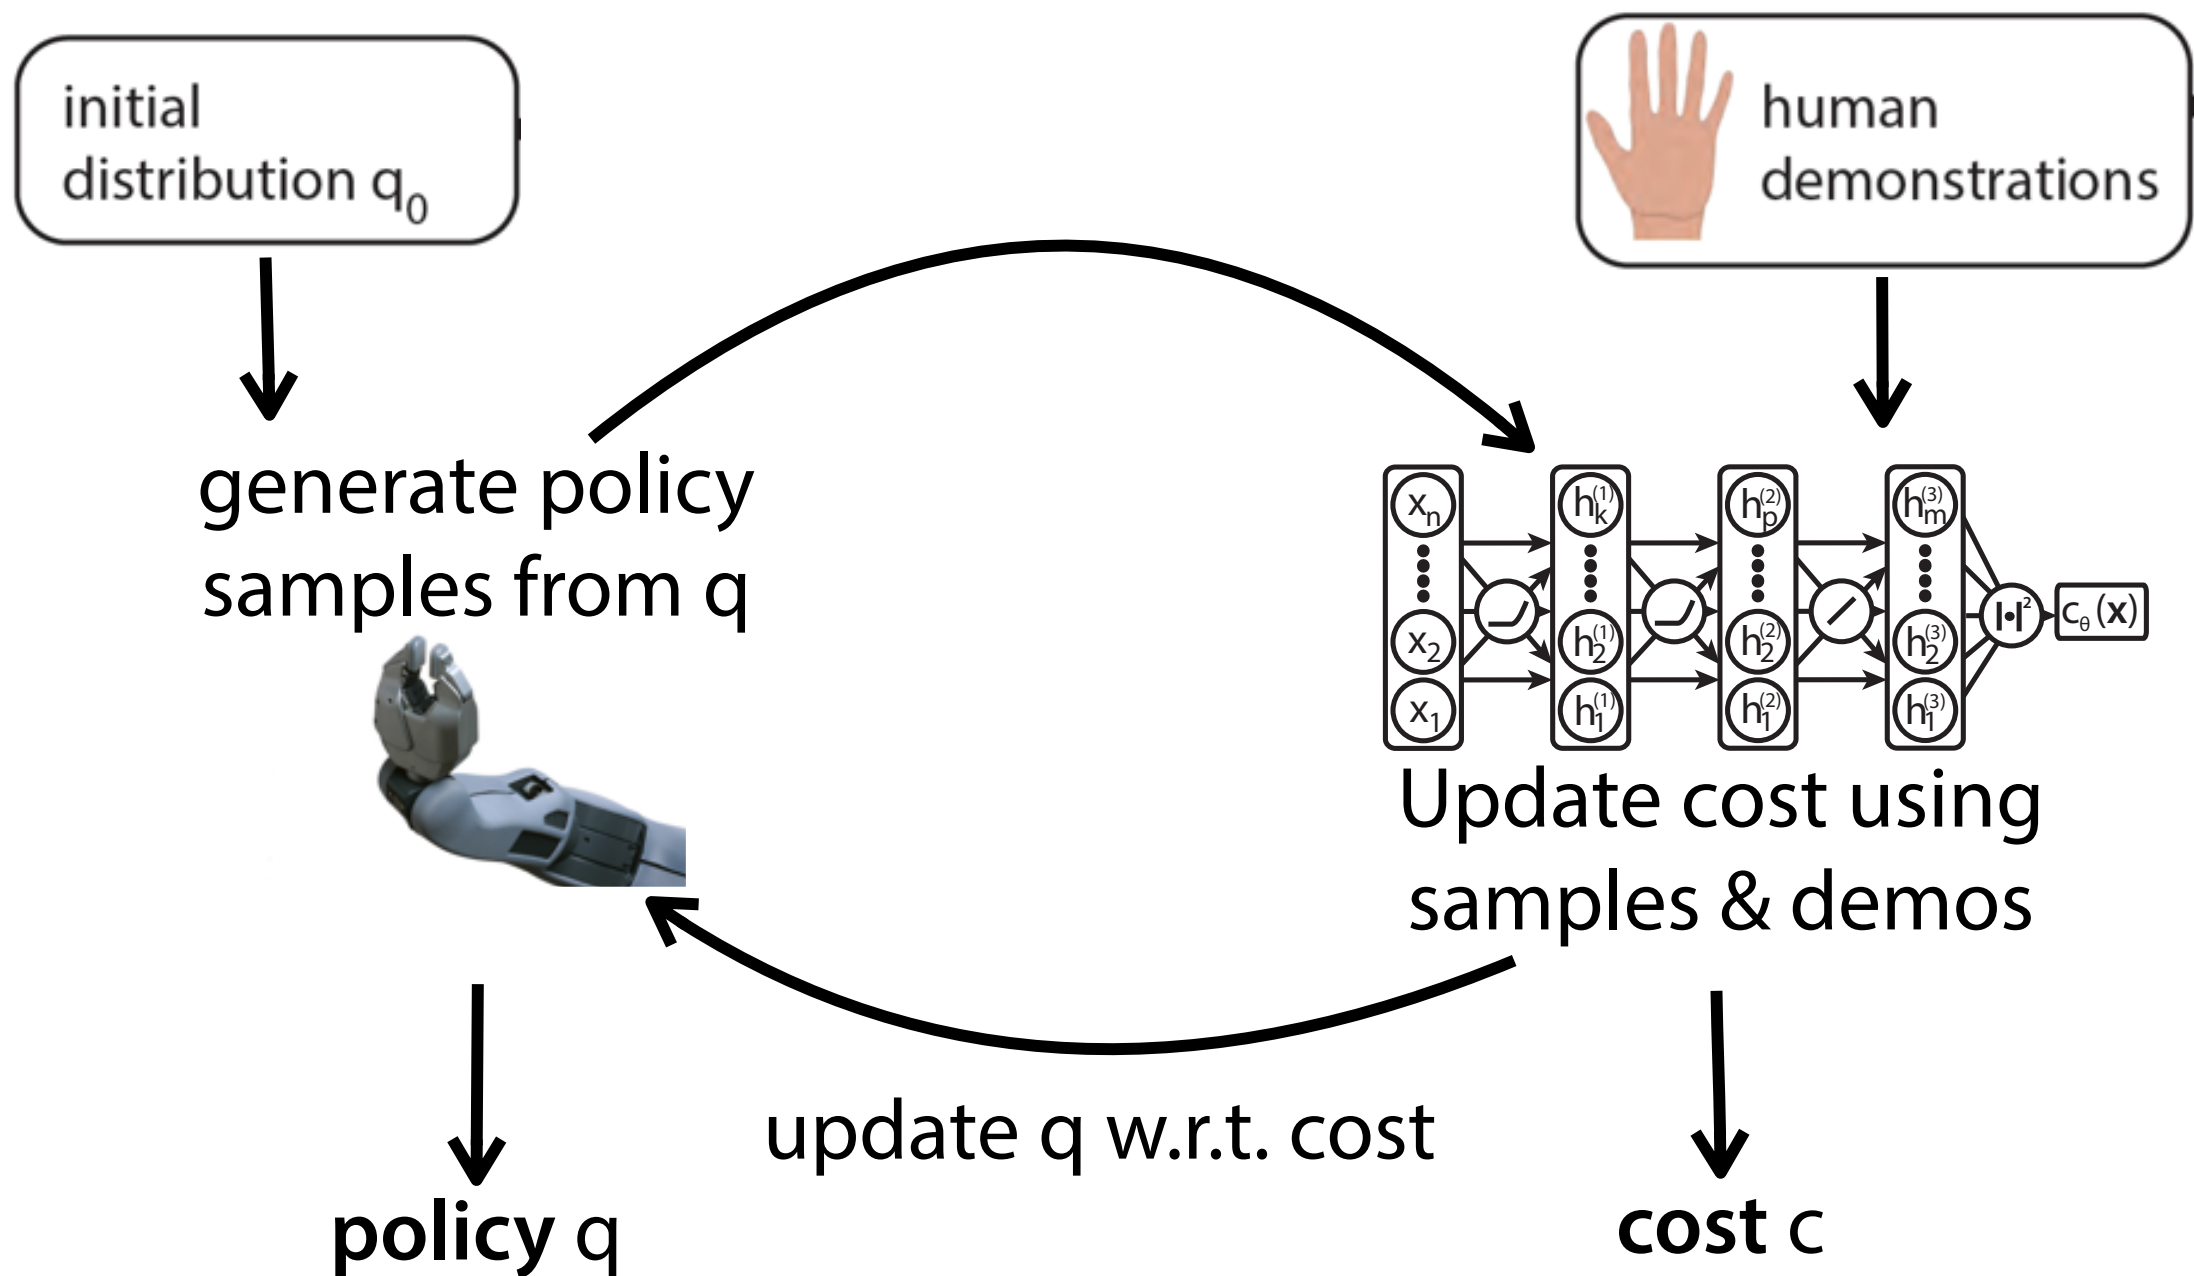 initial
distribution q₀
human
demonstrations
generate policy
samples from q
xₙ
x₂
x₁
hₖ⁽¹⁾
h₂⁽¹⁾
h₁⁽¹⁾
hₚ⁽²⁾
h₂⁽²⁾
h₁⁽²⁾
hₘ⁽³⁾
h₂⁽³⁾
h₁⁽³⁾
|•|²
c_θ(x)
Update cost using
samples & demos
update q w.r.t. cost
policy q
cost c